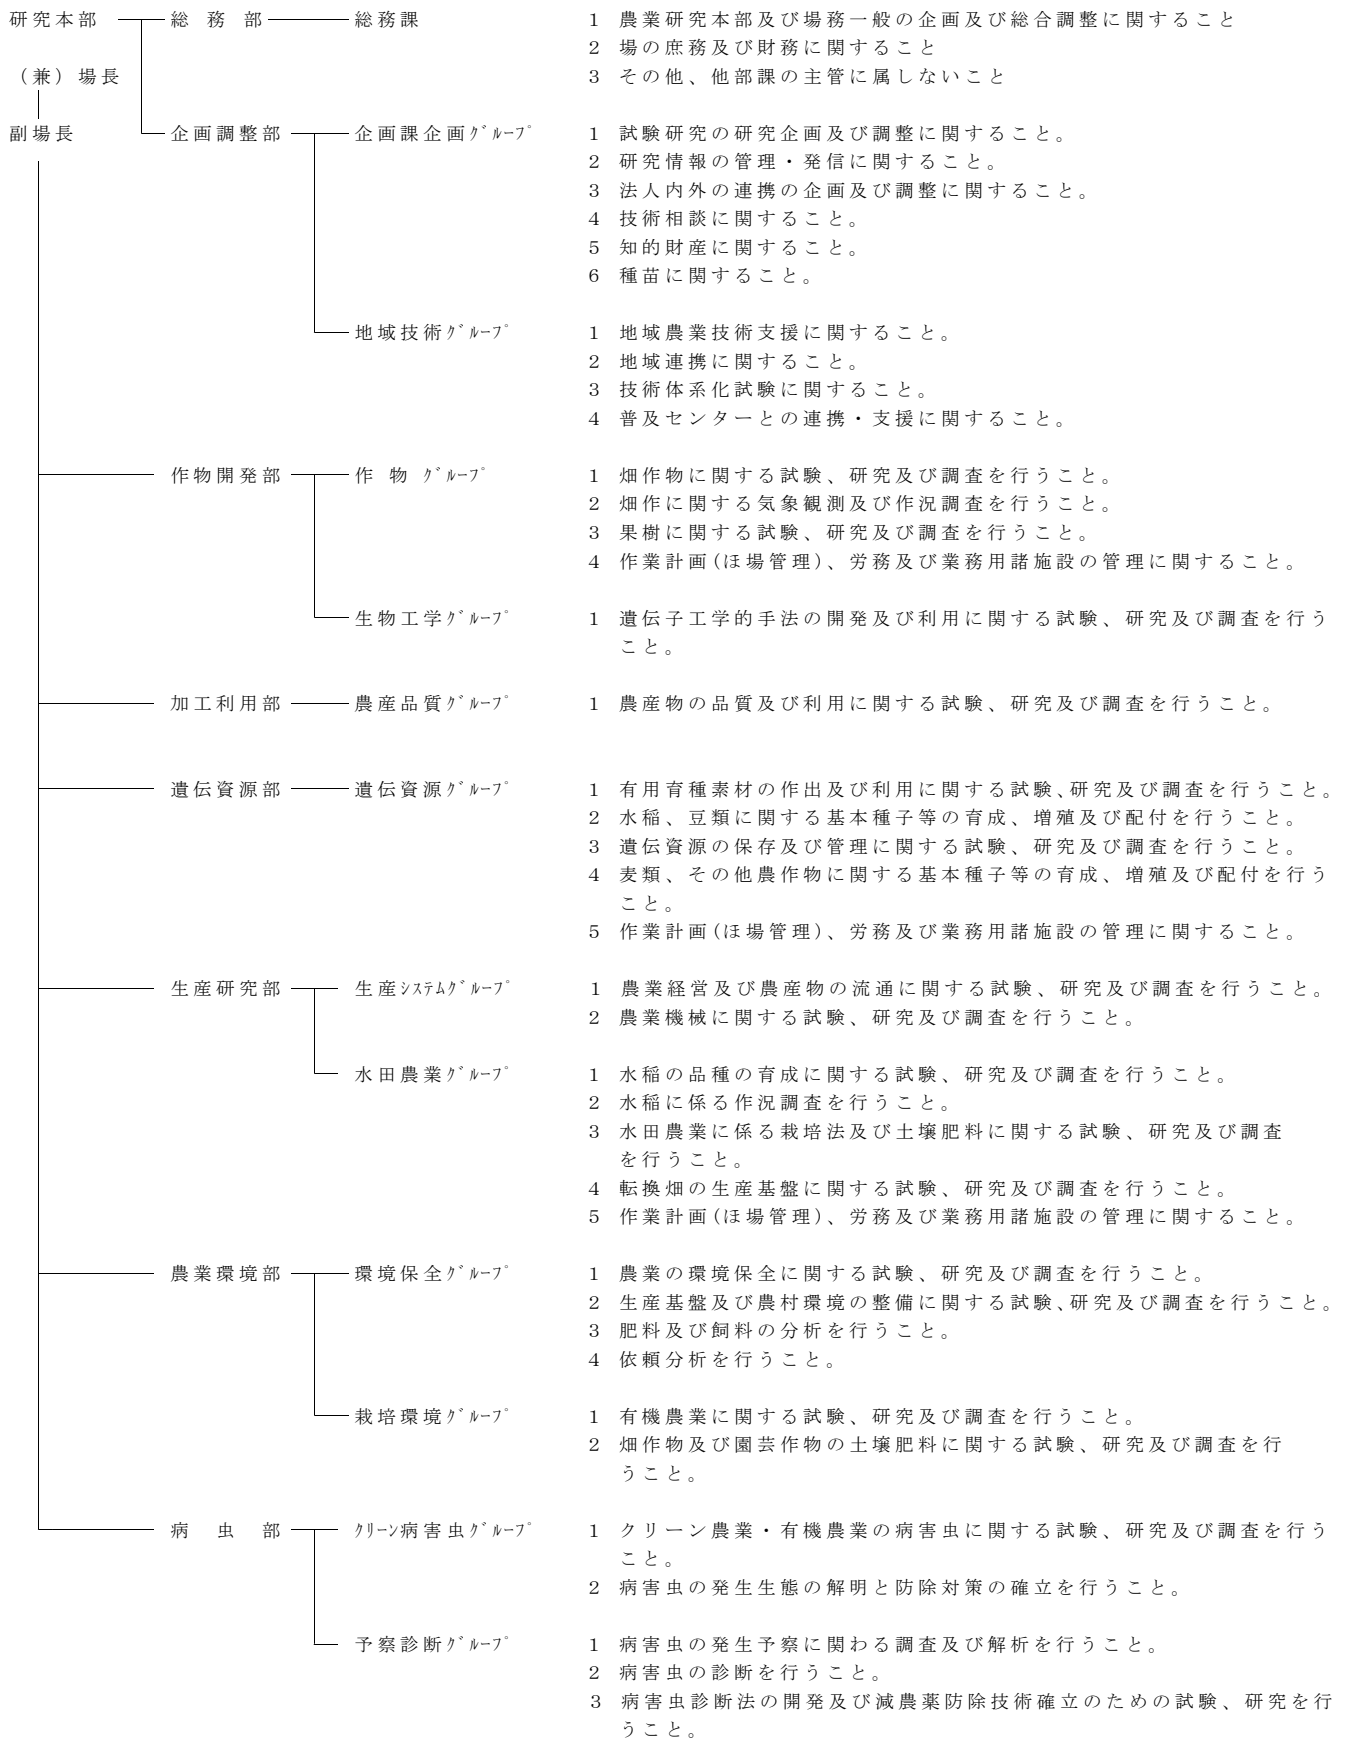 研究本部 総務部 総務課 1 農業研究本部及び場務一般の企画及び総合調整に関すること
2 場の庶務及び財務に関すること
(兼)場長 3 その他、他部課の主管に属しないこと
副場長 企画調整部 企画課企画ｸﾞﾙｰﾌﾟ 1 試験研究の研究企画及び調整に関すること。
2 研究情報の管理・発信に関すること。
3 法人内外の連携の企画及び調整に関すること。
4 技術相談に関すること。
5 知的財産に関すること。
6 種苗に関すること。
地域技術ｸﾞﾙｰﾌﾟ 1 地域農業技術支援に関すること。
2 地域連携に関すること。
3 技術体系化試験に関すること。
4 普及センターとの連携・支援に関すること。
作物開発部 作物ｸﾞﾙｰﾌﾟ 1 畑作物に関する試験、研究及び調査を行うこと。
2 畑作に関する気象観測及び作況調査を行うこと。
3 果樹に関する試験、研究及び調査を行うこと。
4 作業計画(ほ場管理)、労務及び業務用諸施設の管理に関すること。
生物工学ｸﾞﾙｰﾌﾟ 1 遺伝子工学的手法の開発及び利用に関する試験、研究及び調査を行う
こと。
加工利用部 農産品質ｸﾞﾙｰﾌﾟ 1 農産物の品質及び利用に関する試験、研究及び調査を行うこと。
遺伝資源部 遺伝資源ｸﾞﾙｰﾌﾟ 1 有用育種素材の作出及び利用に関する試験、研究及び調査を行うこと。
2 水稲、豆類に関する基本種子等の育成、増殖及び配付を行うこと。
3 遺伝資源の保存及び管理に関する試験、研究及び調査を行うこと。
4 麦類、その他農作物に関する基本種子等の育成、増殖及び配付を行う
こと。
5 作業計画(ほ場管理)、労務及び業務用諸施設の管理に関すること。
生産研究部 生産ｼｽﾃﾑｸﾞﾙｰﾌﾟ 1 農業経営及び農産物の流通に関する試験、研究及び調査を行うこと。
2 農業機械に関する試験、研究及び調査を行うこと。
水田農業ｸﾞﾙｰﾌﾟ 1 水稲の品種の育成に関する試験、研究及び調査を行うこと。
2 水稲に係る作況調査を行うこと。
3 水田農業に係る栽培法及び土壌肥料に関する試験、研究及び調査
を行うこと。
4 転換畑の生産基盤に関する試験、研究及び調査を行うこと。
5 作業計画(ほ場管理)、労務及び業務用諸施設の管理に関すること。
農業環境部 環境保全ｸﾞﾙｰﾌﾟ 1 農業の環境保全に関する試験、研究及び調査を行うこと。
2 生産基盤及び農村環境の整備に関する試験、研究及び調査を行うこと。
3 肥料及び飼料の分析を行うこと。
4 依頼分析を行うこと。
栽培環境ｸﾞﾙｰﾌﾟ 1 有機農業に関する試験、研究及び調査を行うこと。
2 畑作物及び園芸作物の土壌肥料に関する試験、研究及び調査を行
うこと。
病虫部 ｸﾘｰﾝ病害虫ｸﾞﾙｰﾌﾟ 1 クリーン農業・有機農業の病害虫に関する試験、研究及び調査を行う
こと。
2 病害虫の発生生態の解明と防除対策の確立を行うこと。
予察診断ｸﾞﾙｰﾌﾟ 1 病害虫の発生予察に関わる調査及び解析を行うこと。
2 病害虫の診断を行うこと。
3 病害虫診断法の開発及び減農薬防除技術確立のための試験、研究を行
うこと。